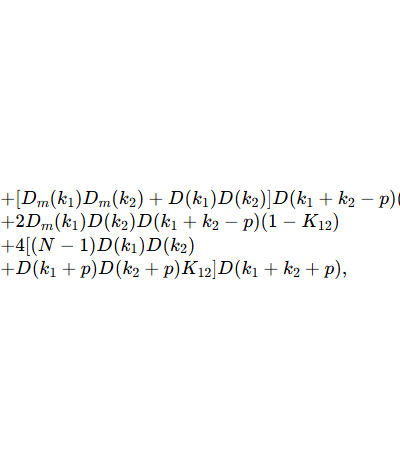 +[D_m(k_1)D_m(k_2) + D(k_1)D(k_2)]D(k_1 + k_2 − p)(
+2D_m(k_1)D(k_2)D(k_1 + k_2 − p)(1 − K_{12})
+4[(N − 1)D(k_1)D(k_2)
+D(k_1 + p)D(k_2 + p)K_{12}]D(k_1 + k_2 + p),